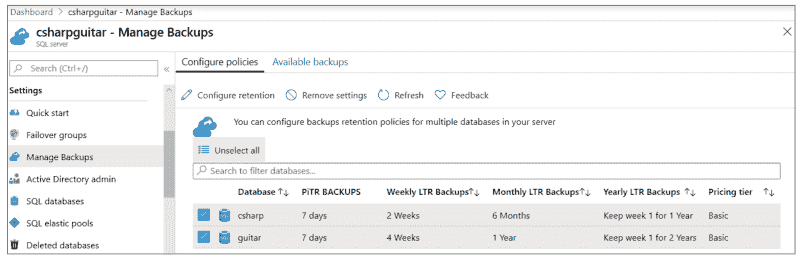 Dashboard > csharpguitar - Manage Backups
csharpguitar - Manage Backups
SQL server
Search (Ctrl+/)
Settings
Quick start
Failover groups
Manage Backups
Active Directory admin
SQL databases
SQL elastic pools
Deleted databases
Configure policies Available backups
Configure retention Remove settings Refresh Feedback
You can configure backups retention policies for multiple databases in your server
Unselect all
Search to filter databases...
Database PiTR BACKUPS Weekly LTR Backups Monthly LTR Backups Yearly LTR Backups Pricing tier
csharp 7 days 2 Weeks 6 Months Keep week 1 for 1 Year Basic
guitar 7 days 4 Weeks 1 Year Keep week 1 for 2 Years Basic